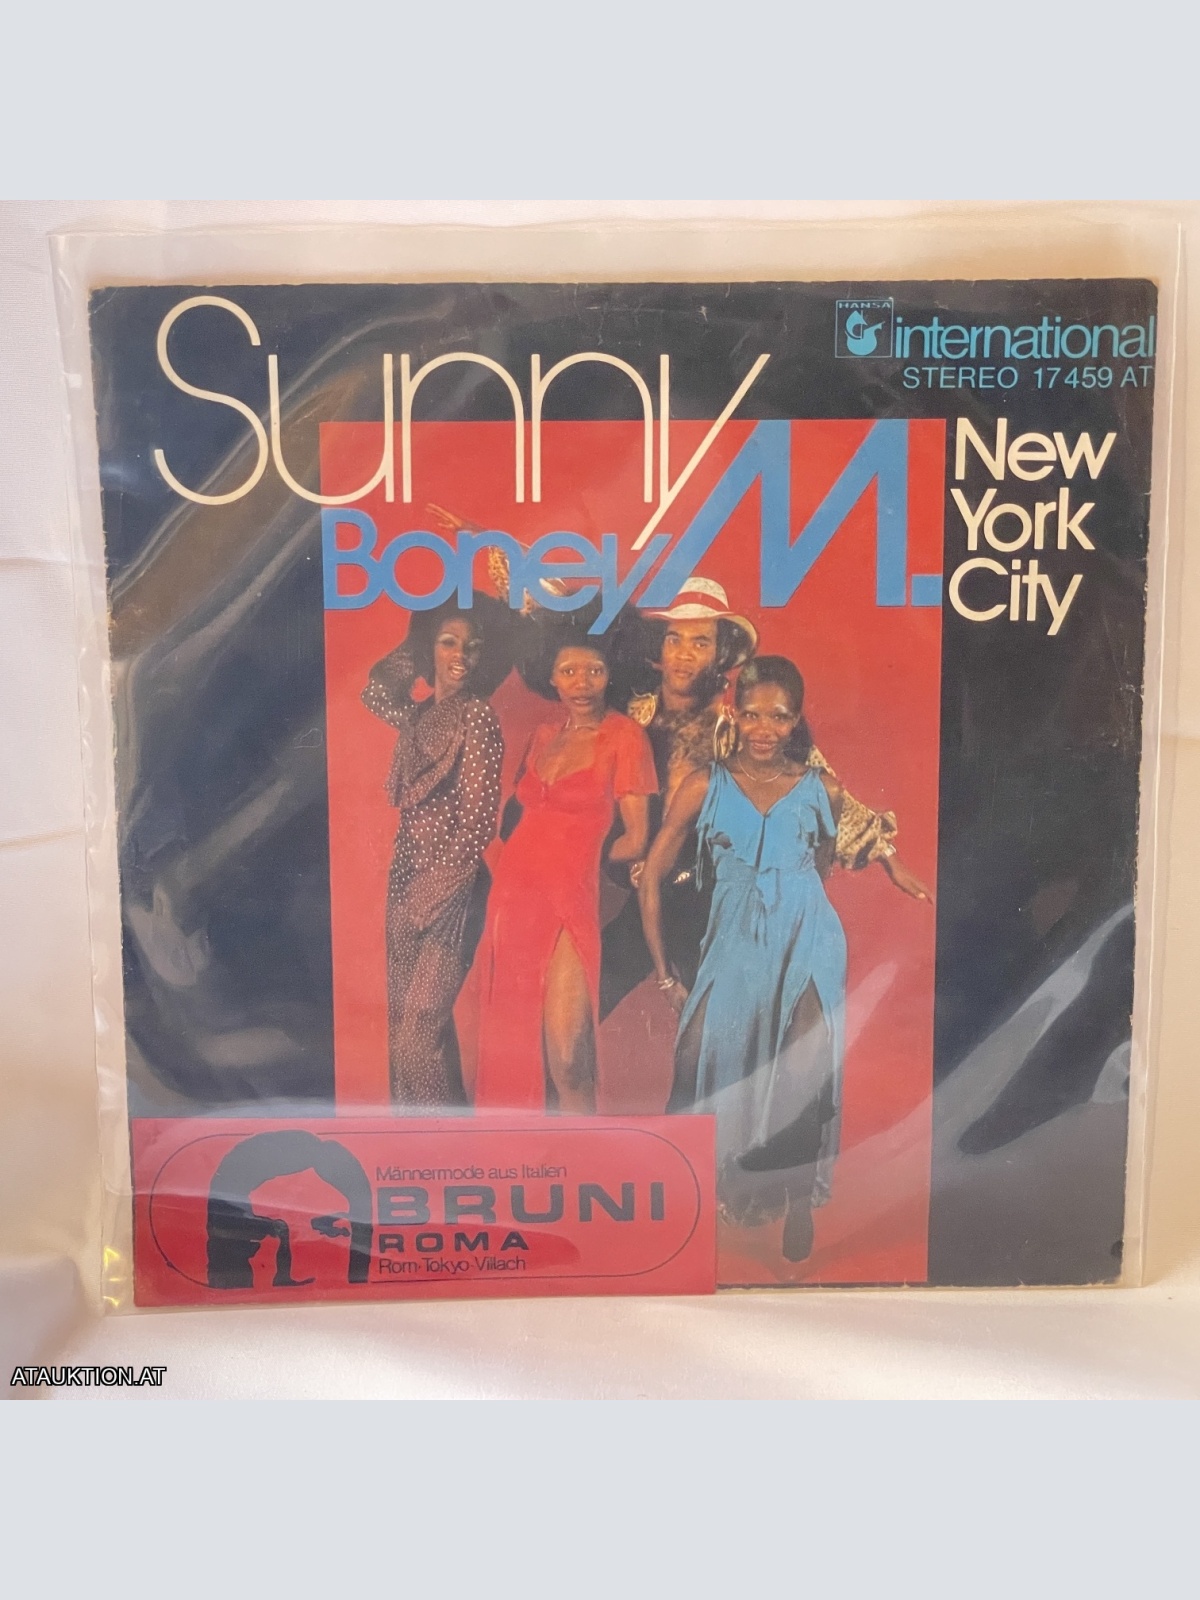 Sunny
HANSA
international
STEREO 17459 AT
Boney M.
New
York
City
Männermode aus Italien
BRUNI
ROMA
Rom-Tokyo-Villach
ATAUKTION.AT